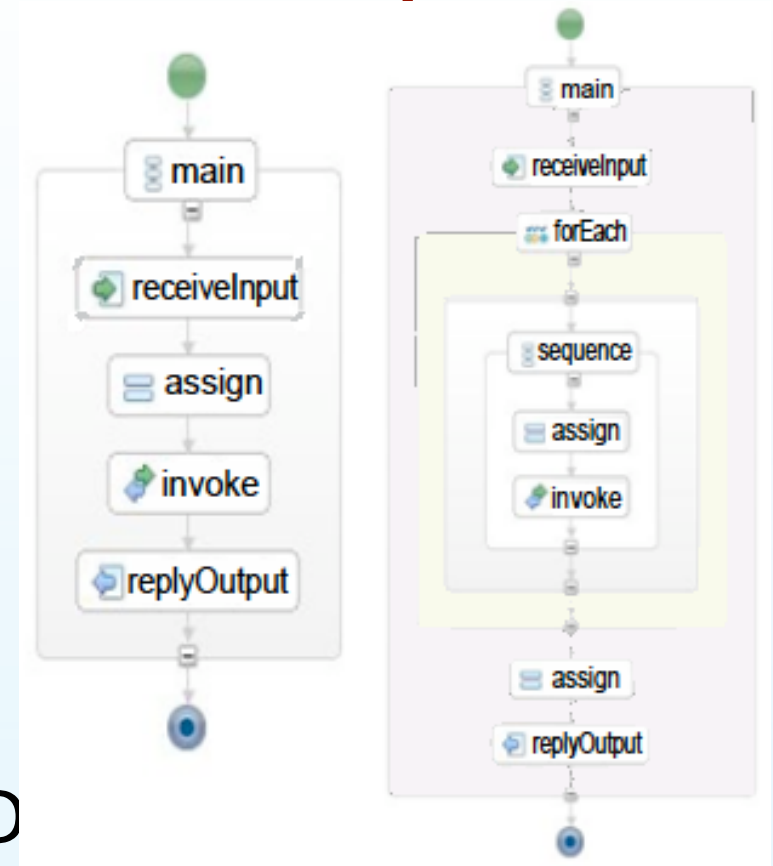 main
receiveInput
assign
invoke
replyOutput
main
receiveInput
forEach
sequence
assign
invoke
assign
replyOutput